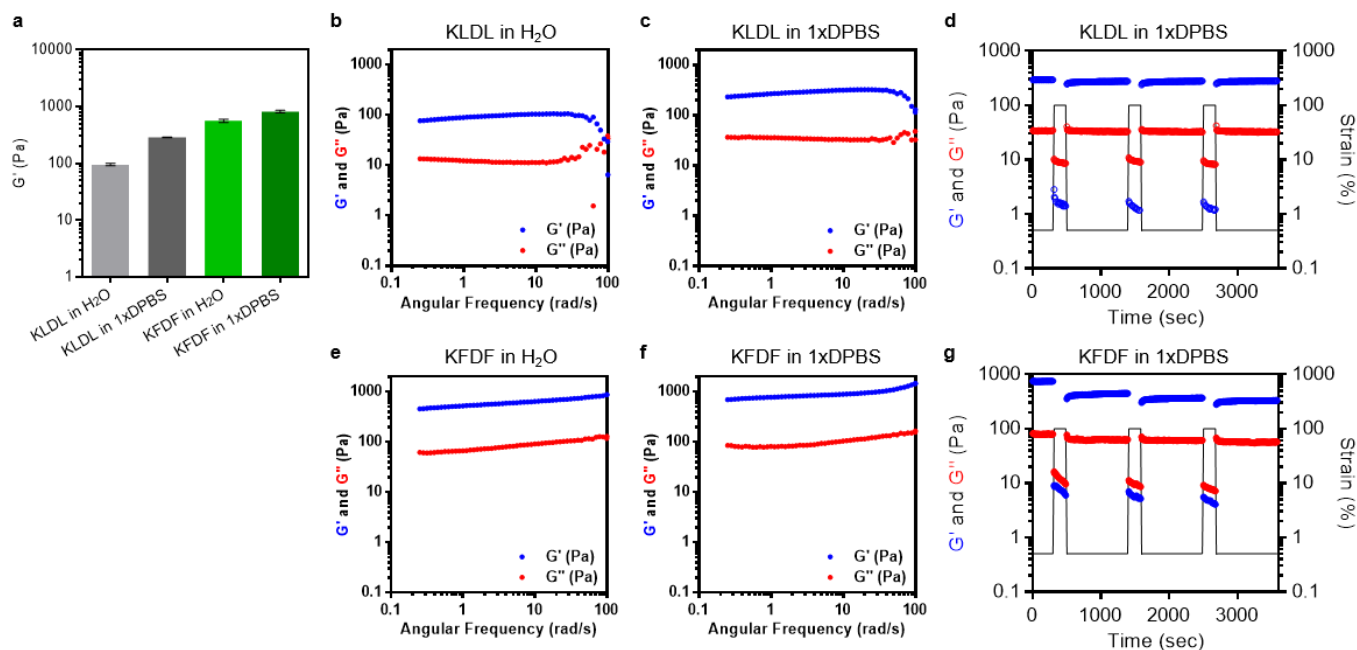 a
10000
1000
100
10
1
G' (Pa)
KLDL in H₂O
KLDL in 1xDPBS
KFDF in H₂O
KFDF in 1xDPBS
b
KLDL in H₂O
1000
100
10
1
0.1
G' and G'' (Pa)
G' (Pa)
G'' (Pa)
0.1 1 10 100
Angular Frequency (rad/s)
c
KLDL in 1xDPBS
1000
100
10
1
0.1
G' and G'' (Pa)
G' (Pa)
G'' (Pa)
0.1 1 10 100
Angular Frequency (rad/s)
d
KLDL in 1xDPBS
1000
100
10
1
0.1
G' and G'' (Pa)
1000
100
10
1
0.1
Strain (%)
0 1000 2000 3000
Time (sec)
e
KFDF in H₂O
1000
100
10
1
0.1
G' and G'' (Pa)
G' (Pa)
G'' (Pa)
0.1 1 10 100
Angular Frequency (rad/s)
f
KFDF in 1xDPBS
1000
100
10
1
0.1
G' and G'' (Pa)
G' (Pa)
G'' (Pa)
0.1 1 10 100
Angular Frequency (rad/s)
g
KFDF in 1xDPBS
1000
100
10
1
0.1
G' and G'' (Pa)
1000
100
10
1
0.1
Strain (%)
0 1000 2000 3000
Time (sec)